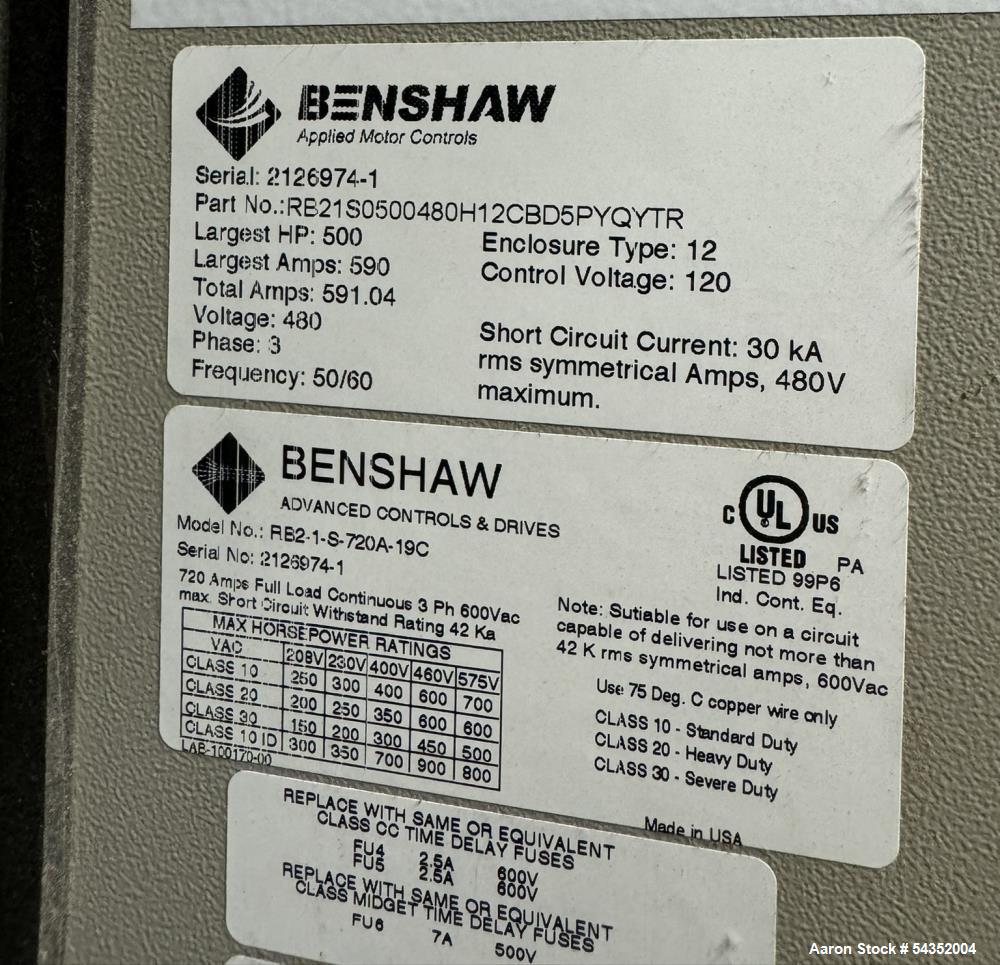 BENSHAW
Applied Motor Controls
Serial: 2126974-1
Part No.:RB21S0500480H12CBD5PYQYTR
Largest HP: 500
Largest Amps: 590
Total Amps: 591.04
Voltage: 480
Phase: 3
Frequency: 50/60
Enclosure Type: 12
Control Voltage: 120
Short Circuit Current: 30 kA
rms symmetrical Amps, 480V
maximum.
BENSHAW
ADVANCED CONTROLS & DRIVES
Model No.: RB2-1-S-720A-19C
Serial No: 2126974-1
720 Amps Full Load Continuous 3 Ph 600Vac
max. Short Circuit Withstand Rating 42 Ka
MAX HORSEPOWER RATINGS
VAC 208V 230V 400V 460V 575V
CLASS 10 250 300 400 600 700
CLASS 20 200 250 350 600 600
CLASS 30 150 200 300 450 500
CLASS 10 ID 300 350 700 900 800
LAB-100170-00
C UL US
LISTED PA
LISTED 99P6
Ind. Cont. Eq.
Note: Sutiable for use on a circuit
capable of delivering not more than
42 K rms symmetrical amps, 600Vac
Use 75 Deg. C copper wire only
CLASS 10 - Standard Duty
CLASS 20 - Heavy Duty
CLASS 30 - Severe Duty
Made in USA
REPLACE WITH SAME OR EQUIVALENT
CLASS CC TIME DELAY FUSES
FU4 2.5A 600V
FU5 2.5A 600V
REPLACE WITH SAME OR EQUIVALENT
CLASS MIDGET TIME DELAY FUSES
FU6 7A 500V
Aaron Stock # 54352004